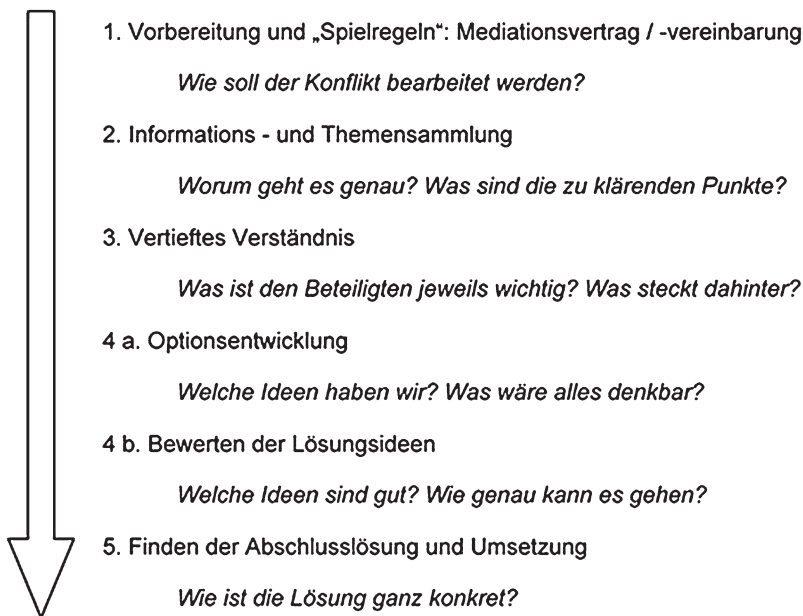 1. Vorbereitung und „Spielregeln“: Mediationsvertrag / -vereinbarung
Wie soll der Konflikt bearbeitet werden?
2. Informations - und Themensammlung
Worum geht es genau? Was sind die zu klärenden Punkte?
3. Vertieftes Verständnis
Was ist den Beteiligten jeweils wichtig? Was steckt dahinter?
4 a. Optionsentwicklung
Welche Ideen haben wir? Was wäre alles denkbar?
4 b. Bewerten der Lösungsideen
Welche Ideen sind gut? Wie genau kann es gehen?
5. Finden der Abschlusslösung und Umsetzung
Wie ist die Lösung ganz konkret?